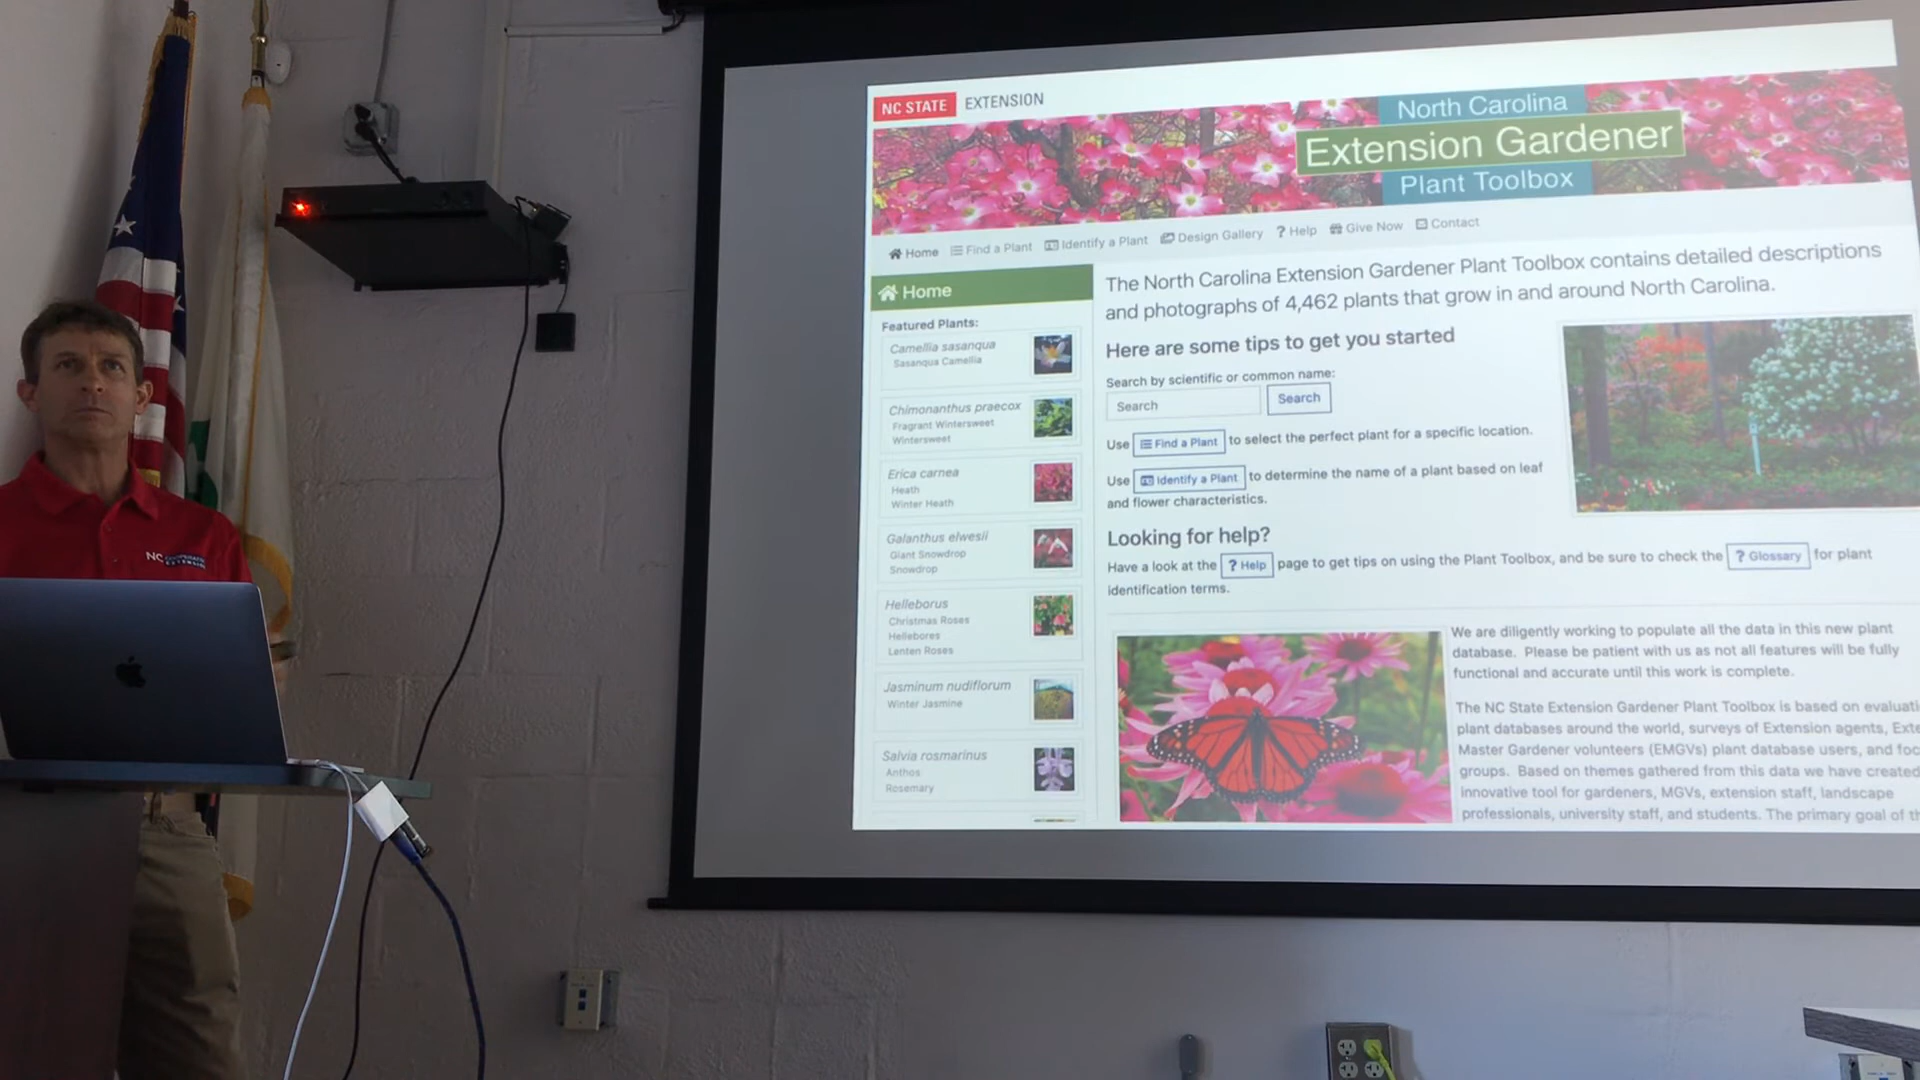 NC STATE EXTENSION
North Carolina
Extension Gardener
Plant Toolbox
Home Find a Plant Identify a Plant Design Gallery ? Help Give Now Contact
Home
Featured Plants:
Camellia sasanqua
Sasanqua Camellia
Chimonanthus praecox
Fragrant Wintersweet
Wintersweet
Erica carnea
Heath
Winter Heath
Galanthus elwesii
Giant Snowdrop
Snowdrop
Helleborus
Christmas Roses
Hellebores
Lenten Roses
Jasminum nudiflorum
Winter Jasmine
Salvia rosmarinus
Anthos
Rosemary
The North Carolina Extension Gardener Plant Toolbox contains detailed descriptions
and photographs of 4,462 plants that grow in and around North Carolina.
Here are some tips to get you started
Search by scientific or common name:
Search Search
Use Find a Plant to select the perfect plant for a specific location.
Use Identify a Plant to determine the name of a plant based on leaf
and flower characteristics.
Looking for help?
Have a look at the ? Help page to get tips on using the Plant Toolbox, and be sure to check the ? Glossary for plant
identification terms.
We are diligently working to populate all the data in this new plant
database. Please be patient with us as not all features will be fully
functional and accurate until this work is complete.
The NC State Extension Gardener Plant Toolbox is based on evaluati
plant databases around the world, surveys of Extension agents, Exte
Master Gardener volunteers (EMGVs) plant database users, and foc
groups. Based on themes gathered from this data we have created
innovative tool for gardeners, MGVs, extension staff, landscape
professionals, university staff, and students. The primary goal of th
NC